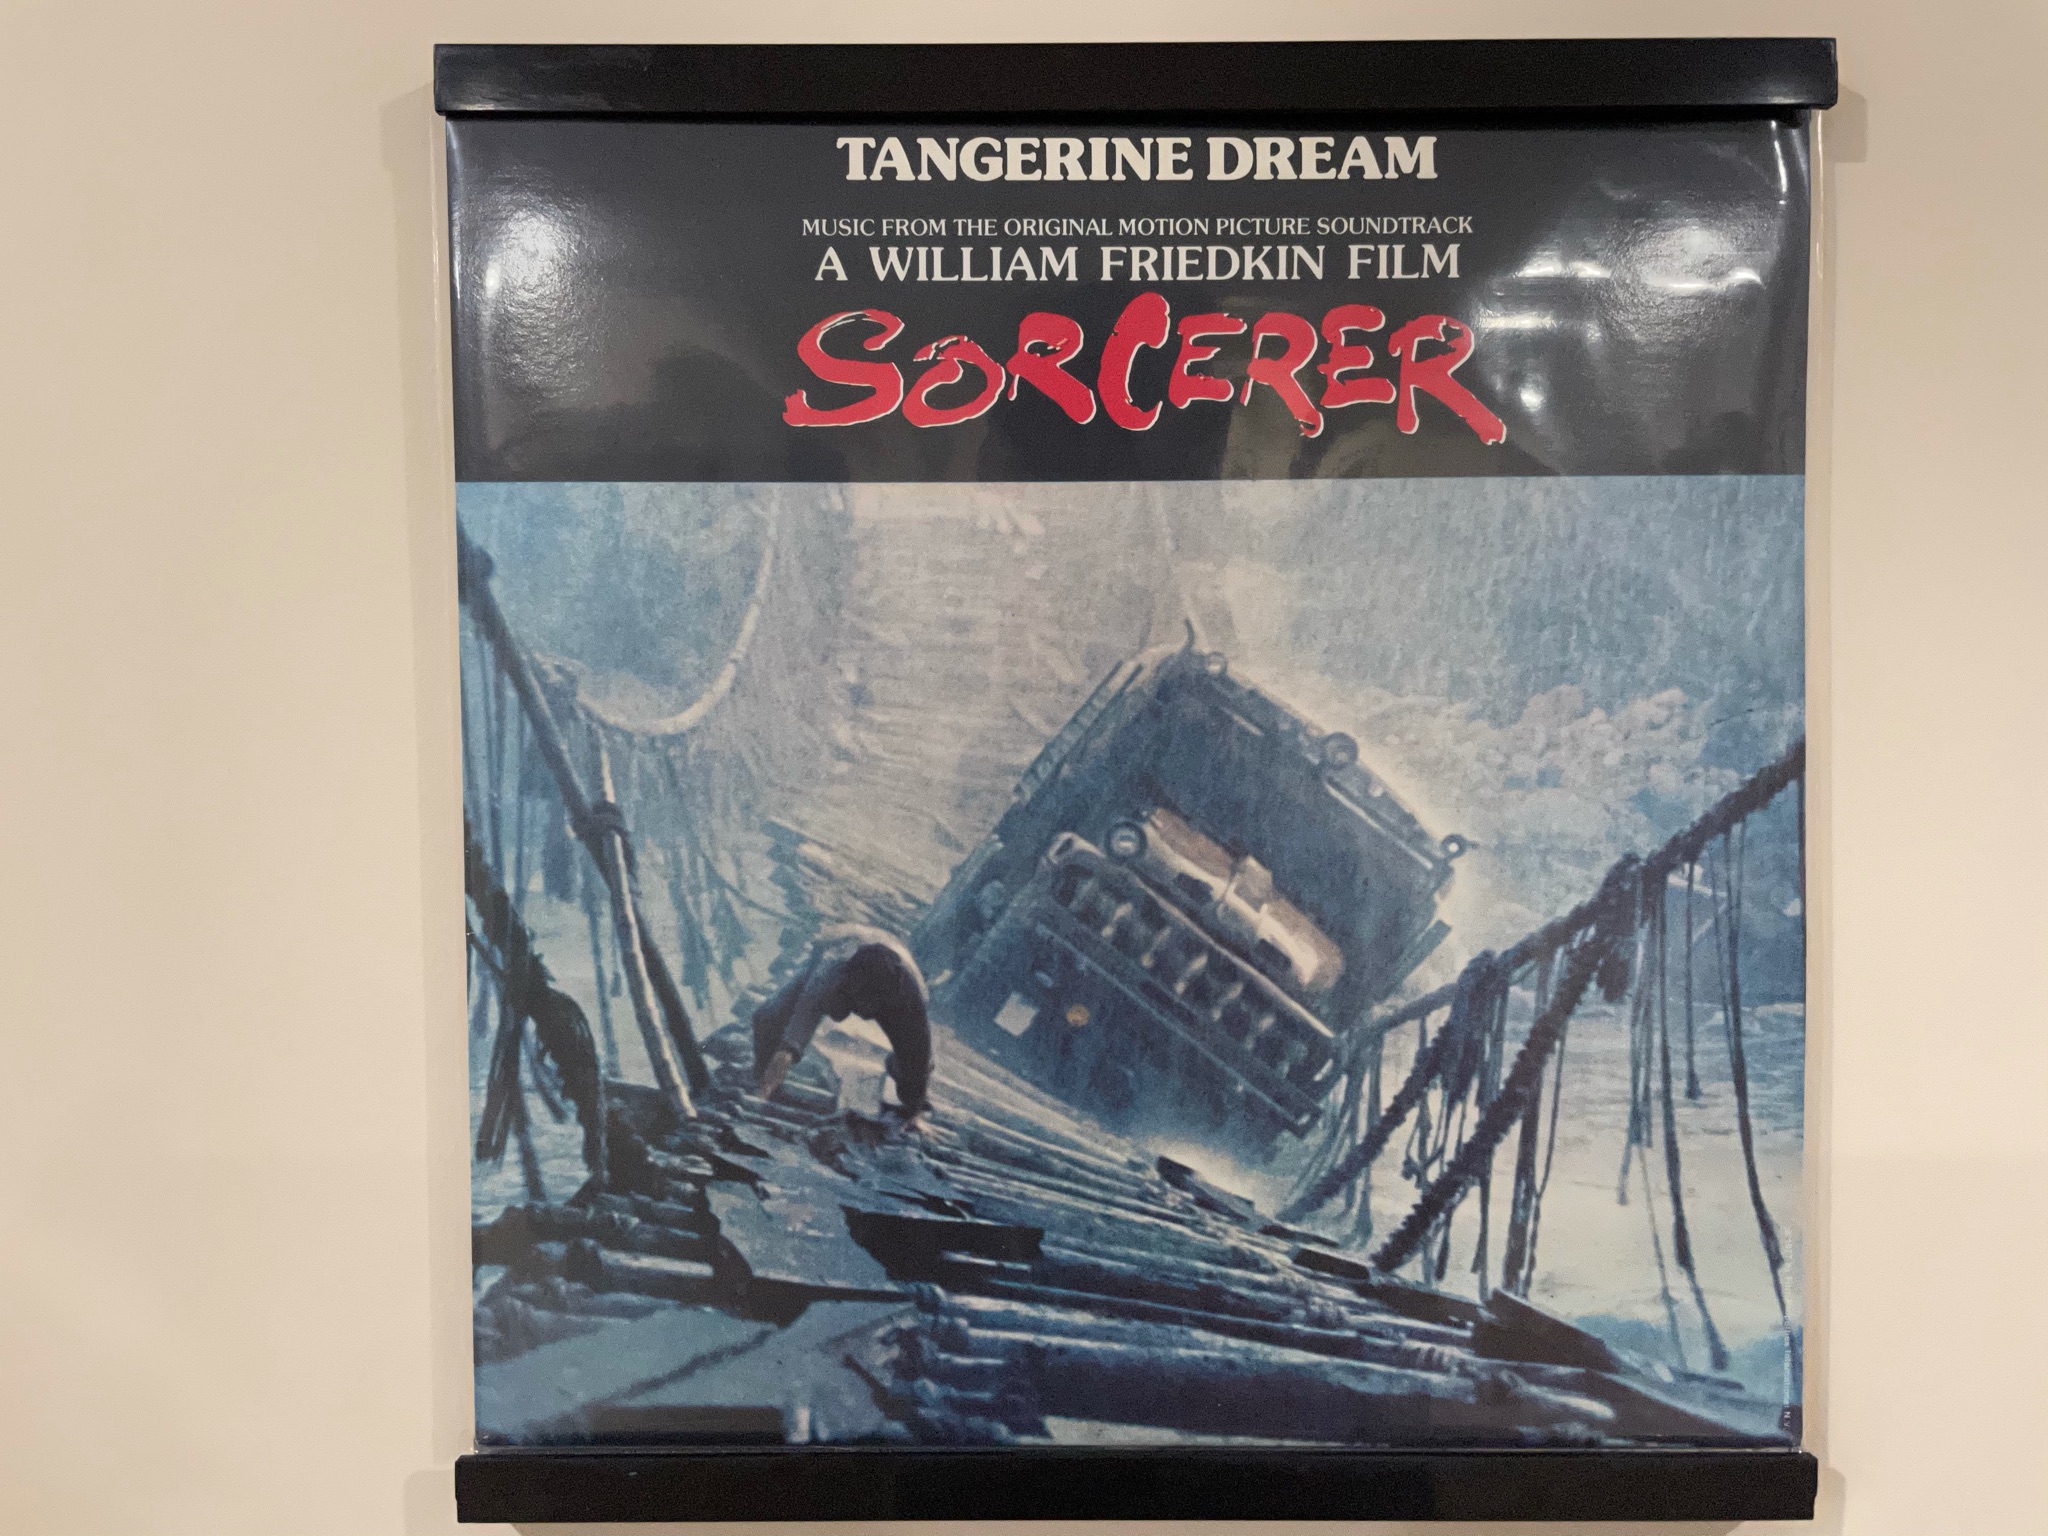 TANGERINE DREAM
MUSIC FROM THE ORIGINAL MOTION PICTURE SOUNDTRACK
A WILLIAM FRIEDKIN FILM
SORCERER